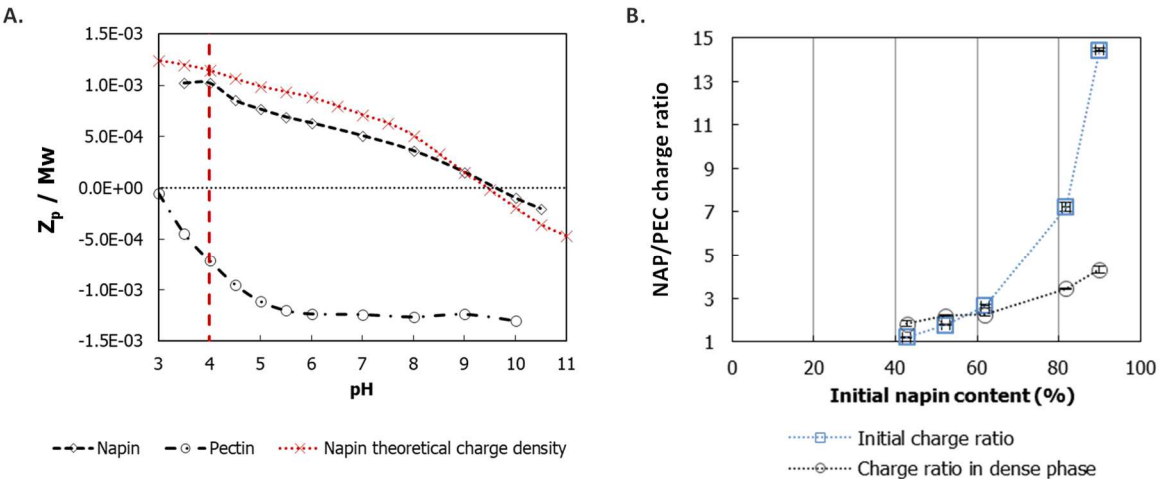 A.
1.5E-03
1.0E-03
5.0E-04
0.0E+00
-5.0E-04
-1.0E-03
-1.5E-03
Zp / Mw
3 4 5 6 7 8 9 10 11
pH
Napin Pectin Napin theoretical charge density
B.
15
13
11
9
7
5
3
1
NAP/PEC charge ratio
0 20 40 60 80 100
Initial napin content (%)
Initial charge ratio
Charge ratio in dense phase